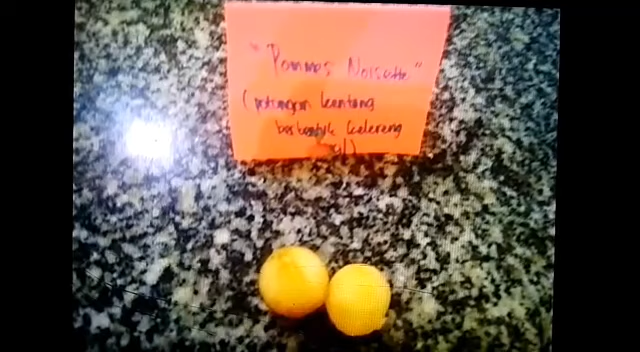 "Pommes Noisette"
(potongan kentang
berbentuk kelereng